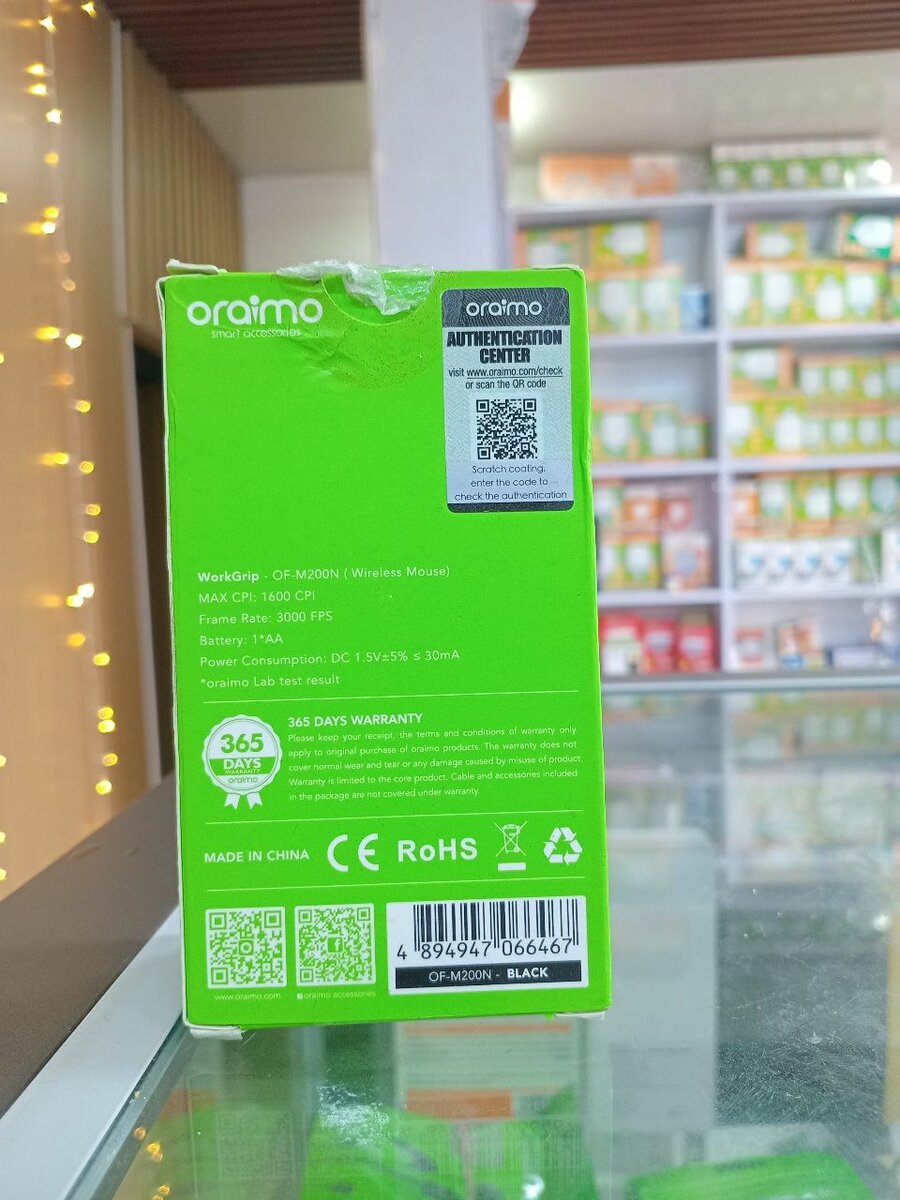 oraimo
smart accessories
oraimo
AUTHENTICATION
CENTER
visit www.oraimo.com/check
or scan the QR code
Scratch coating,
enter the code to
check the authentication
WorkGrip - OF-M200N ( Wireless Mouse)
MAX CPI: 1600 CPI
Frame Rate: 3000 FPS
Battery: 1*AA
Power Consumption: DC 1.5V±5% ≤ 30mA
*oraimo Lab test result
365
DAYS
WARRANTY
oraimo
365 DAYS WARRANTY
Please keep your receipt, the terms and conditions of warranty only
apply to original purchase of oraimo products. The warranty does not
cover normal wear and tear or any damage caused by misuse of product.
Warranty is limited to the core product. Cable and accessories included
in the package are not covered under warranty.
MADE IN CHINA CE RoHS
www.oraimo.com
oraimo accessories
4 894947 066467
OF-M200N - BLACK